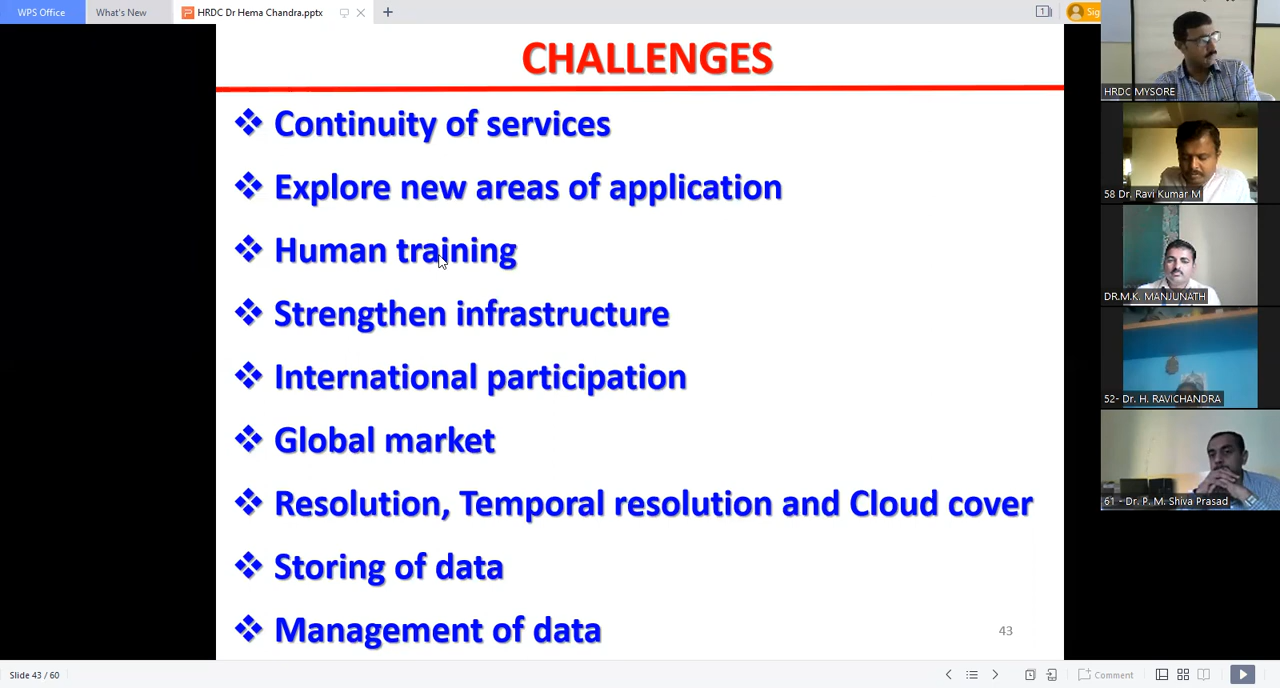 WPS Office
What's New
HRDC Dr Hema Chandra.pptx
1
Sig
CHALLENGES
Continuity of services
Explore new areas of application
Human training
Strengthen infrastructure
International participation
Global market
Resolution, Temporal resolution and Cloud cover
Storing of data
Management of data
43
HRDC MYSORE
58 Dr. Ravi Kumar M
DR.M.K. MANJUNATH
52- Dr. H. RAVICHANDRA
61 - Dr. P. M. Shiva Prasad
Slide 43 / 60
Comment